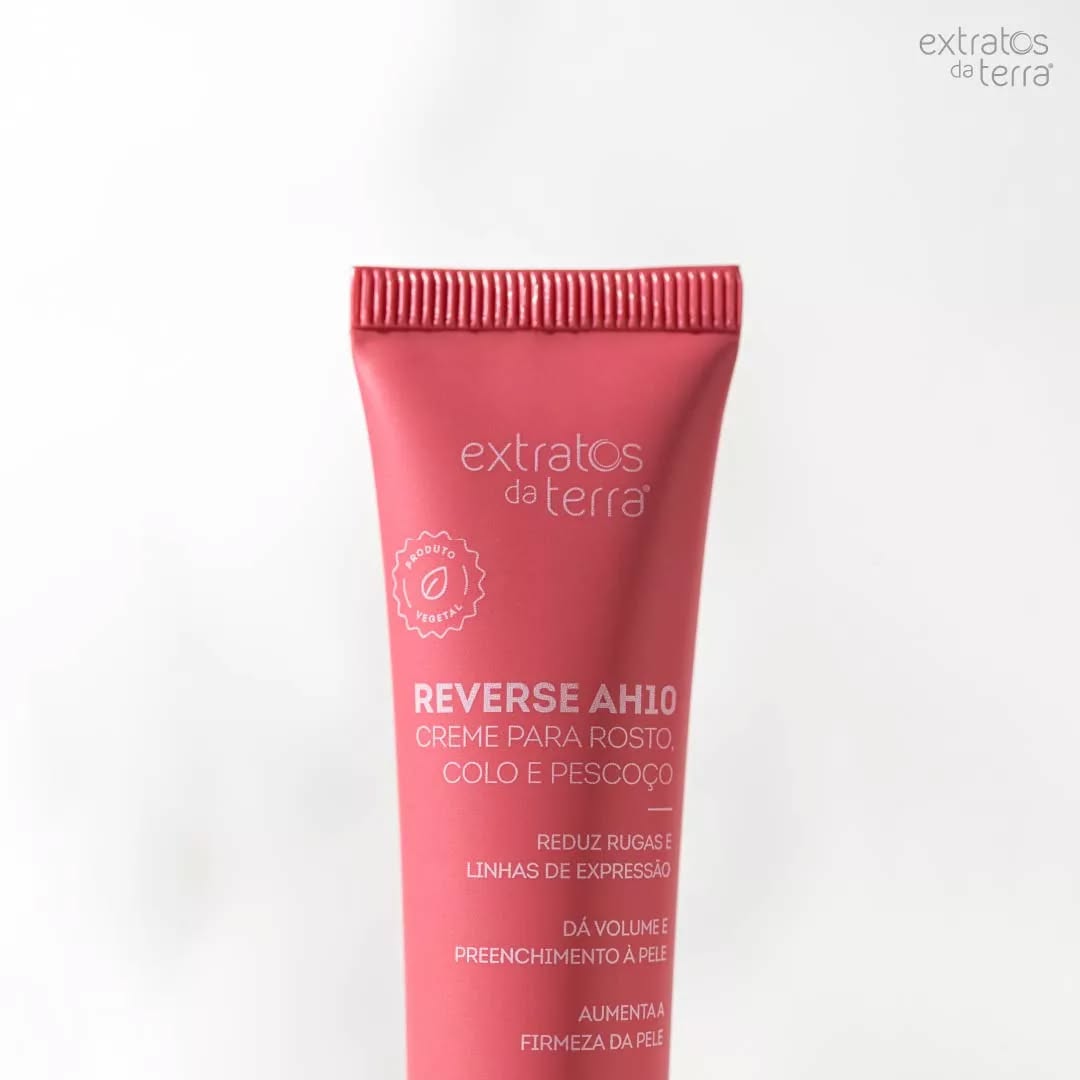 extratos
da terra®
extratos
da terra®
PRODUTO
VEGETAL
REVERSE AH10
CREME PARA ROSTO,
COLO E PESCOÇO
REDUZ RUGAS E
LINHAS DE EXPRESSÃO
DÁ VOLUME E
PREENCHIMENTO À PELE
AUMENTA A
FIRMEZA DA PELE